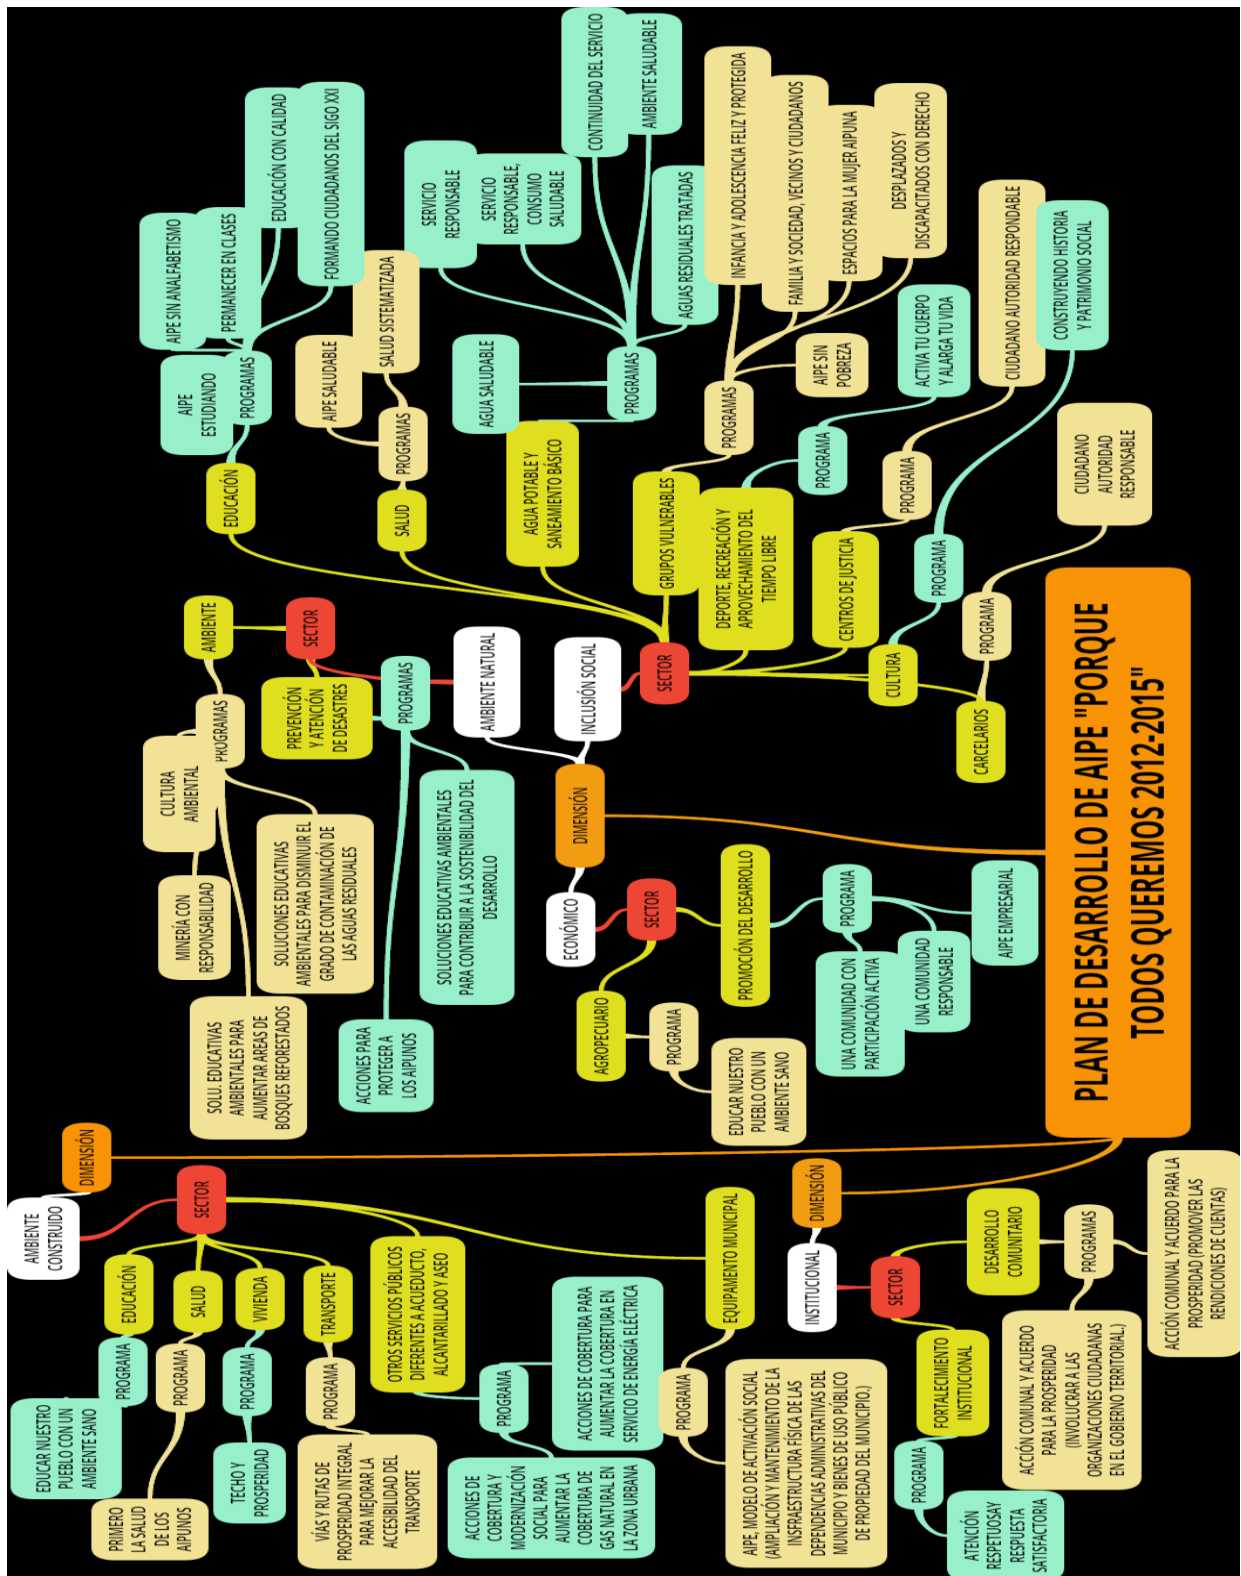 PLAN DE DESARROLLO DE AIPE "PORQUE
TODOS QUEREMOS 2012-2015"
DIMENSIÓN
AMBIENTE
CONSTRUIDO
SECTOR
EDUCACIÓN
PROGRAMA
EDUCAR NUESTRO
PUEBLO CON UN
AMBIENTE SANO
SALUD
PROGRAMA
PRIMERO
LA SALUD
DE LOS
AIPUNOS
VIVIENDA
PROGRAMA
TECHO Y
PROSPERIDAD
TRANSPORTE
PROGRAMA
VÍAS Y RUTAS DE
PROSPERIDAD INTEGRAL
PARA MEJORAR LA
ACCESIBILIDAD DEL
TRANSPORTE
OTROS SERVICIOS PÚBLICOS
DIFERENTES A ACUEDUCTO,
ALCANTARILLADO Y ASEO
PROGRAMA
ACCIONES DE COBERTURA PARA
AUMENTAR LA COBERTURA EN
SERVICIO DE ENERGÍA ELÉCTRICA
ACCIONES DE
COBERTURA Y
MODERNIZACIÓN
SOCIAL PARA
AUMENTAR LA
COBERTURA DE
GAS NATURAL EN
LA ZONA URBANA
EQUIPAMENTO MUNICIPAL
PROGRAMA
AIPE, MODELO DE ACTIVACIÓN SOCIAL
(AMPLIACIÓN Y MANTENIMIENTO DE LA
INSFRAESTRUCTURA FÍSICA DE LAS
DEPENDENCIAS ADMINISTRATIVAS DEL
MUNICIPIO Y BIENES DE USO PÚBLICO
DE PROPIEDAD DEL MUNICIPIO.)
DIMENSIÓN
INSTITUCIONAL
SECTOR
DESARROLLO
COMUNITARIO
PROGRAMAS
ACCIÓN COMUNAL Y ACUERDO PARA LA
PROSPERIDAD (PROMOVER LAS
RENDICIONES DE CUENTAS)
ACCIÓN COMUNAL Y ACUERDO
PARA LA PROSPERIDAD
(INVOLUCRAR A LAS
ORGANIZACIONES CIUDADANAS
EN EL GOBIERNO TERRITORIAL.)
FORTALECIMIENTO
INSTITUCIONAL
PROGRAMA
ATENCIÓN
RESPETUOSAY
RESPUESTA
SATISFACTORIA
DIMENSIÓN
ECONÓMICO
SECTOR
AGROPECUARIO
PROGRAMA
EDUCAR NUESTRO
PUEBLO CON UN
AMBIENTE SANO
PROMOCIÓN DEL DESARROLLO
PROGRAMA
UNA COMUNIDAD CON
PARTICIPACIÓN ACTIVA
UNA COMUNIDAD
RESPONSABLE
AIPE EMPRESARIAL
AMBIENTE NATURAL
SECTOR
AMBIENTE
PROGRAMAS
CULTURA
AMBIENTAL
MINERÍA CON
RESPONSABILIDAD
SOLU. EDUCATIVAS
AMBIENTALES PARA
AUMENTAR AREAS DE
BOSQUES REFORESTADOS
SOLUCIONES EDUCATIVAS
AMBIENTALES PARA DISMINUIR EL
GRADO DE CONTAMINACIÓN DE
LAS AGUAS RESIDUALES
PREVENCIÓN
Y ATENCIÓN
DE DESASTRES
PROGRAMAS
ACCIONES PARA
PROTEGER A
LOS AIPUNOS
SOLUCIONES EDUCATIVAS AMBIENTALES
PARA CONTRIBUIR A LA SOSTENIBILIDAD DEL
DESARROLLO
INCLUSIÓN SOCIAL
SECTOR
EDUCACIÓN
PROGRAMAS
AIPE
ESTUDIANDO
AIPE SIN ANALFABETISMO
PERMANECER EN CLASES
EDUCACIÓN CON CALIDAD
FORMANDO CIUDADANOS DEL SIGO XXI
SALUD
PROGRAMAS
AIPE SALUDABLE
SALUD SISTEMATIZADA
AGUA POTABLE Y
SANEAMIENTO BÁSICO
PROGRAMAS
AGUA SALUDABLE
SERVICIO
RESPONSABLE
SERVICIO
RESPONSABLE,
CONSUMO
SALUDABLE
CONTINUIDAD DEL SERVICIO
AMBIENTE SALUDABLE
AGUAS RESIDUALES TRATADAS
GRUPOS VULNERABLES
PROGRAMAS
INFANCIA Y ADOLESCENCIA FELIZ Y PROTEGIDA
FAMILIA Y SOCIEDAD, VECINOS Y CIUDADANOS
ESPACIOS PARA LA MUJER AIPUNA
DESPLAZADOS Y
DISCAPACITADOS CON DERECHO
AIPE SIN
POBREZA
DEPORTE, RECREACIÓN Y
APROVECHAMIENTO DEL
TIEMPO LIBRE
PROGRAMA
ACTIVA TU CUERPO
Y ALARGA TU VIDA
CENTROS DE JUSTICIA
PROGRAMA
CIUDADANO AUTORIDAD RESPONDABLE
CULTURA
PROGRAMA
CONSTRUYENDO HISTORIA
Y PATRIMONIO SOCIAL
CARCELARIOS
PROGRAMA
CIUDADANO
AUTORIDAD
RESPONSABLE